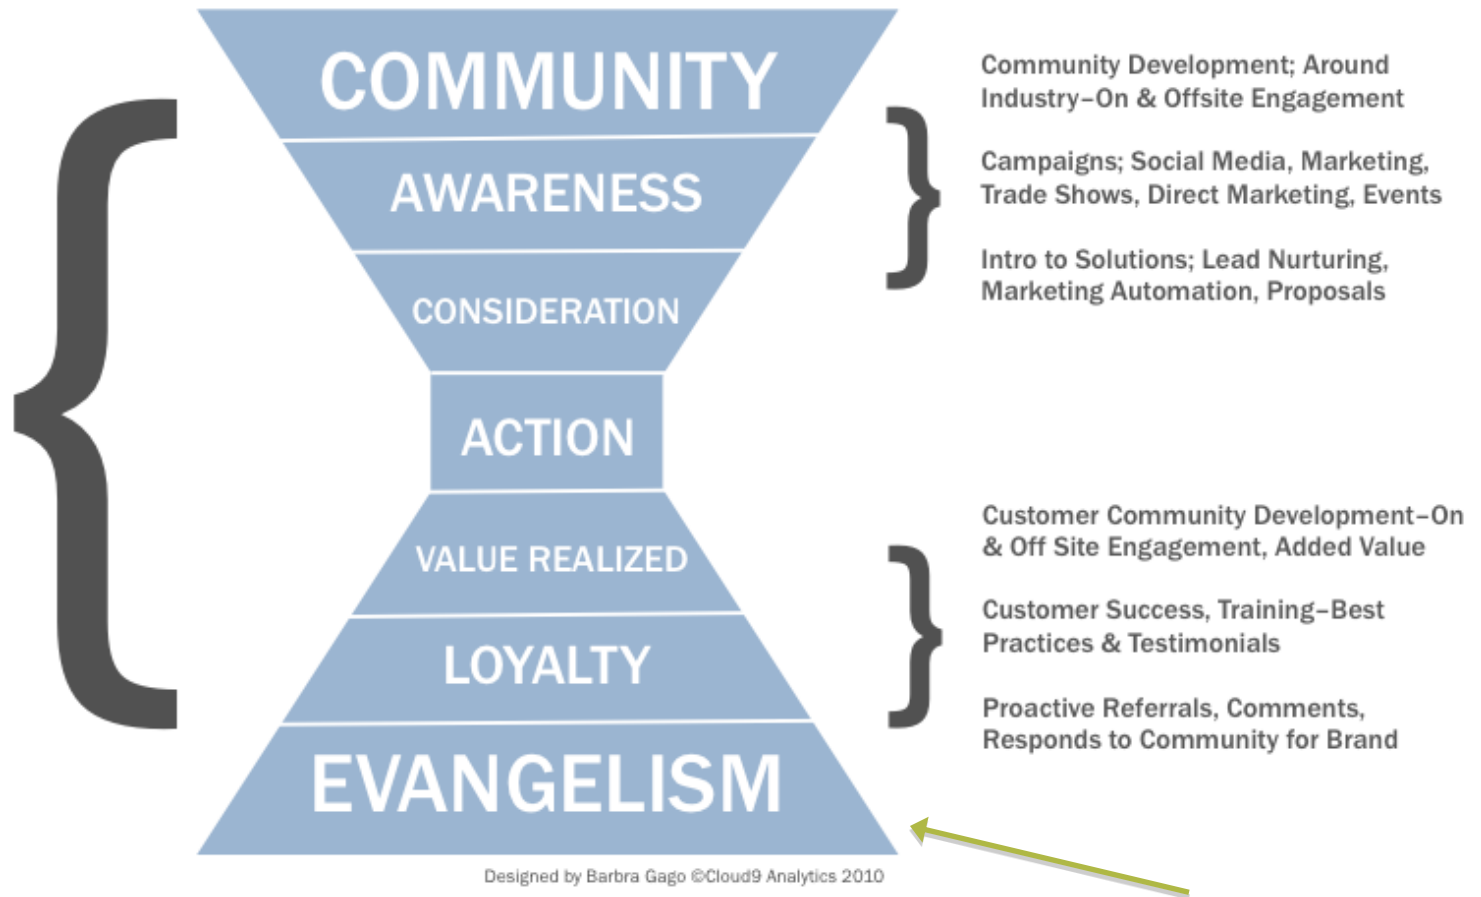 COMMUNITY
AWARENESS
CONSIDERATION
ACTION
VALUE REALIZED
LOYALTY
EVANGELISM
Community Development; Around
Industry–On & Offsite Engagement
Campaigns; Social Media, Marketing,
Trade Shows, Direct Marketing, Events
Intro to Solutions; Lead Nurturing,
Marketing Automation, Proposals
Customer Community Development–On
& Off Site Engagement, Added Value
Customer Success, Training–Best
Practices & Testimonials
Proactive Referrals, Comments,
Responds to Community for Brand
Designed by Barbra Gago ©Cloud9 Analytics 2010